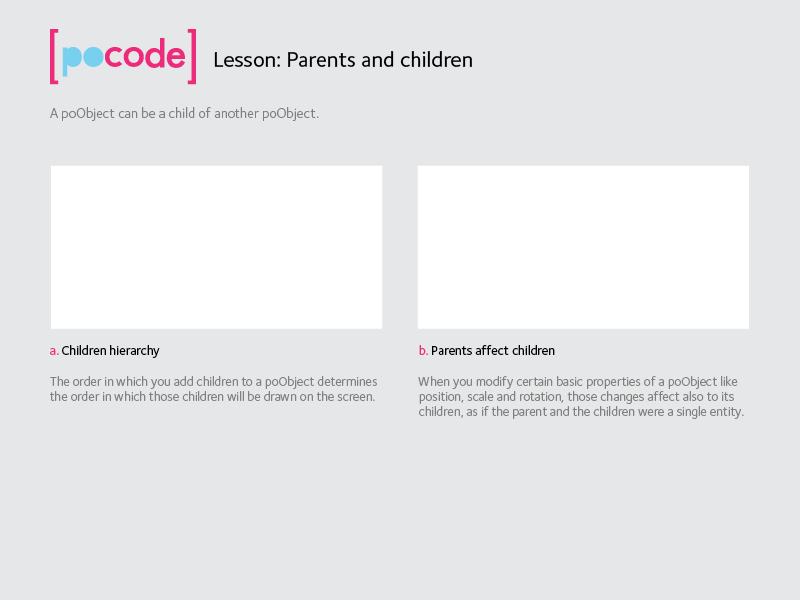 [pocode] Lesson: Parents and children
A poObject can be a child of another poObject.
a. Children hierarchy
The order in which you add children to a poObject determines
the order in which those children will be drawn on the screen.
b. Parents affect children
When you modify certain basic properties of a poObject like
position, scale and rotation, those changes affect also to its
children, as if the parent and the children were a single entity.